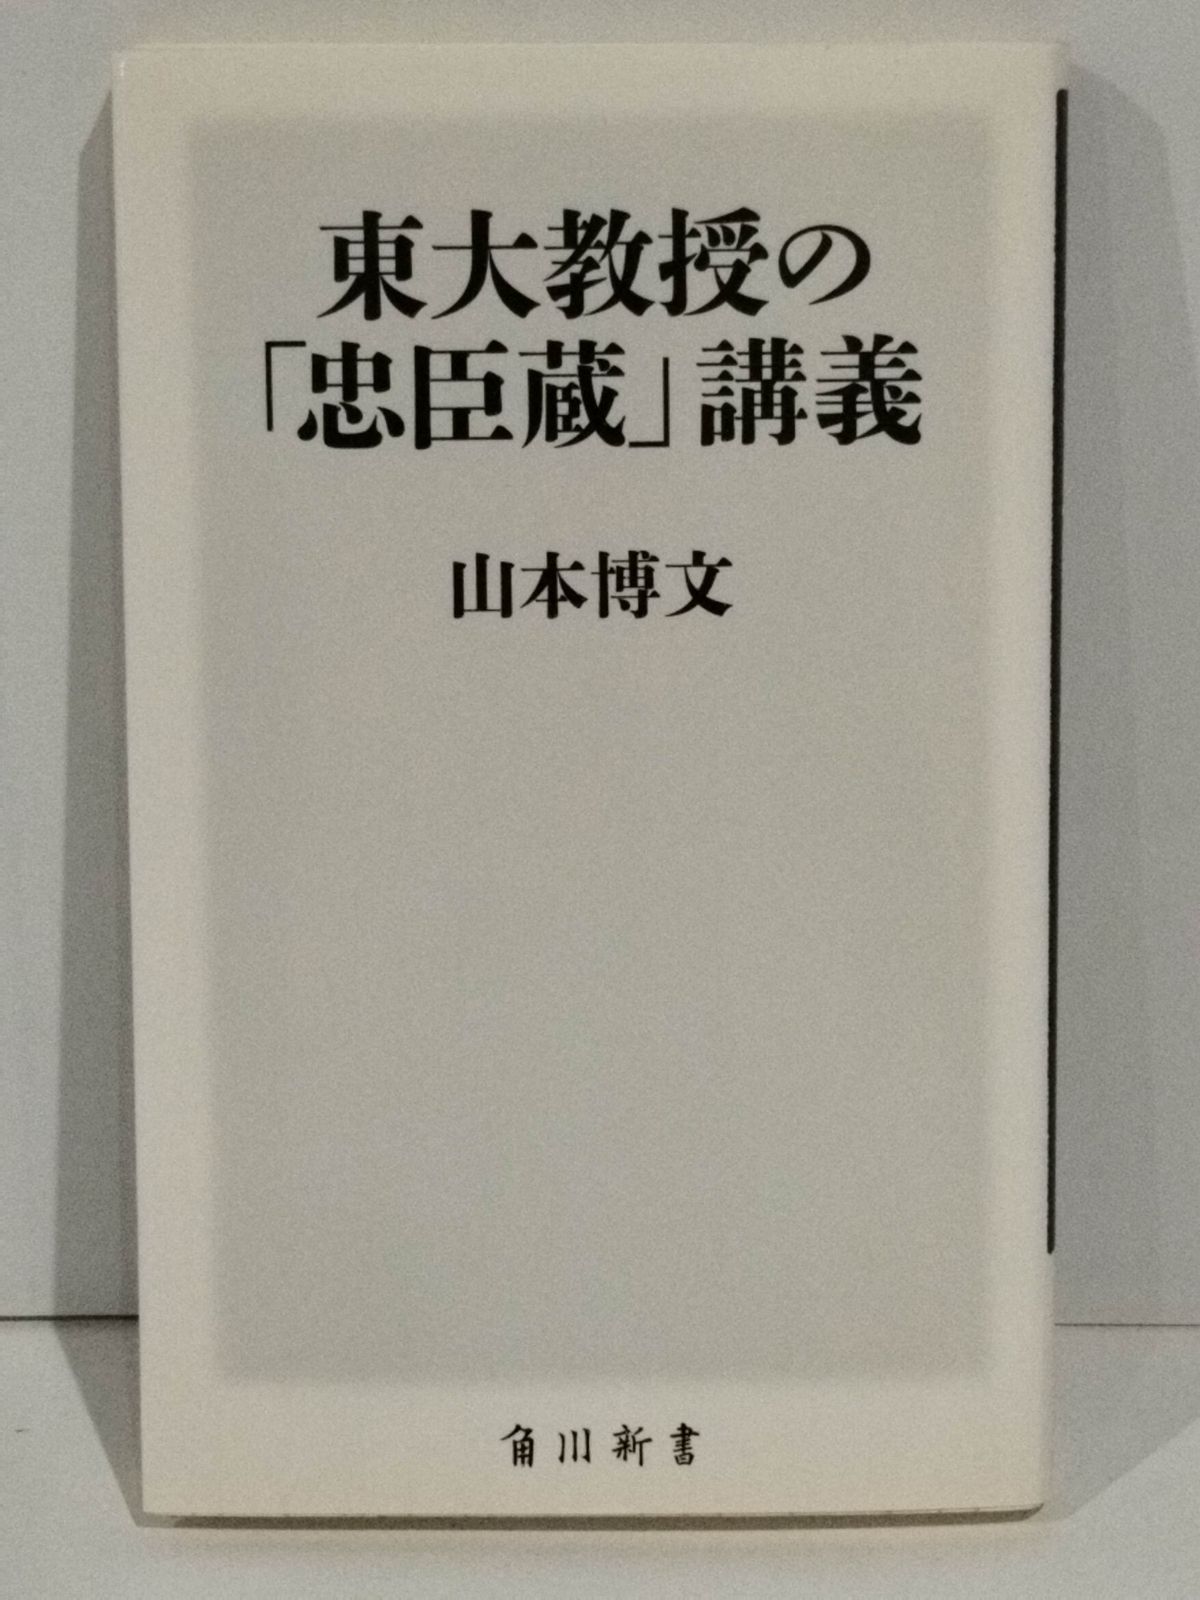 東大教授の
「忠臣蔵」講義
山本博文
角川新書